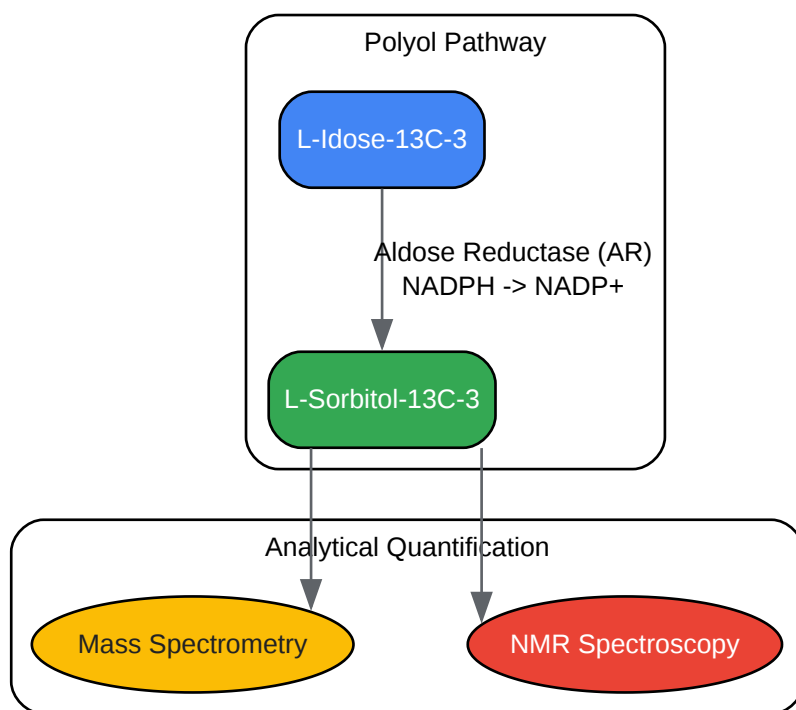 Polyol Pathway
L-Idose-13C-3
Aldose Reductase (AR)
NADPH -> NADP+
L-Sorbitol-13C-3
Analytical Quantification
Mass Spectrometry
NMR Spectroscopy